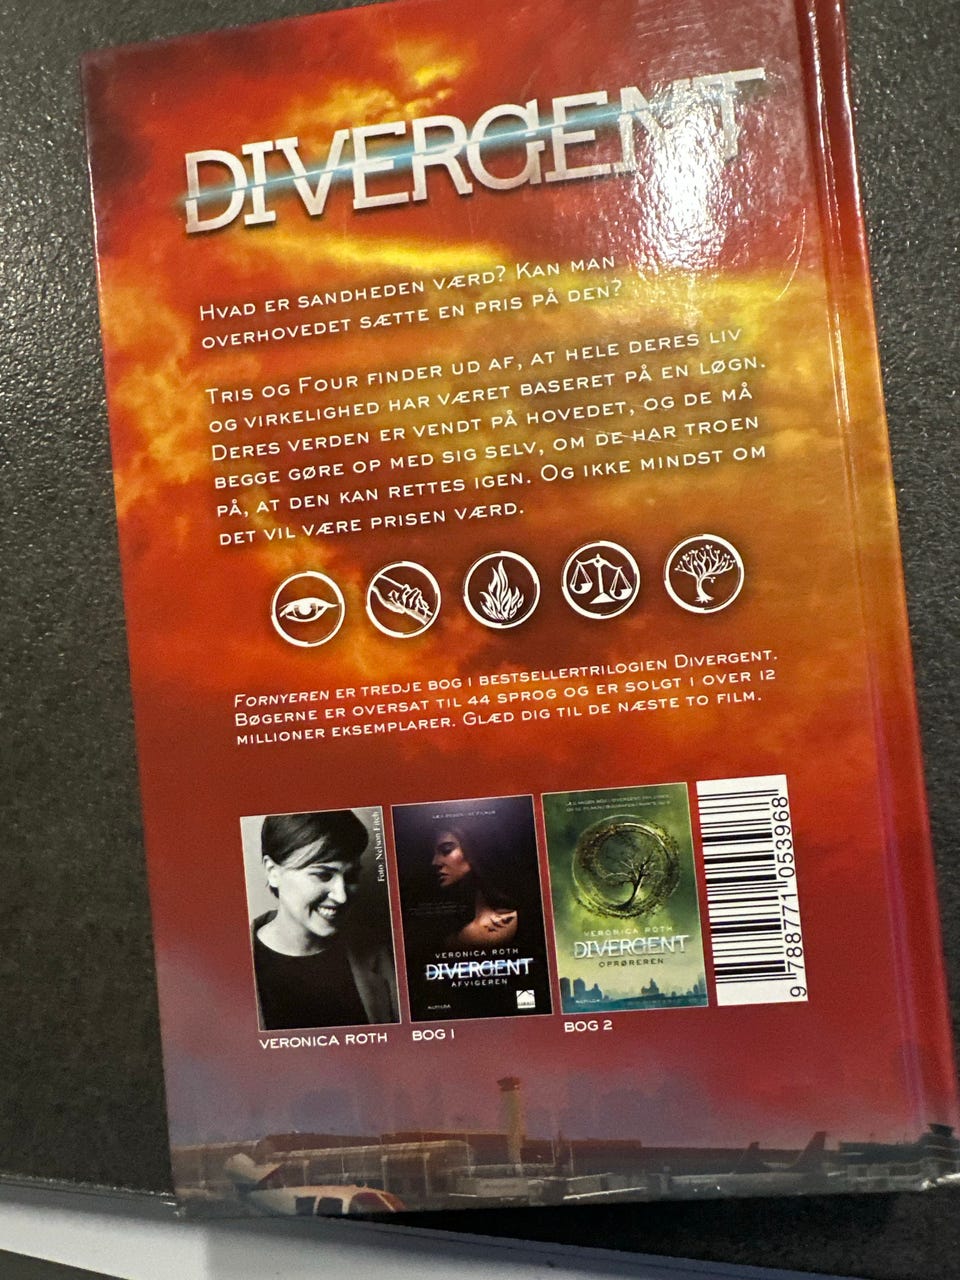 DIVERGENT
HVAD ER SANDHEDEN VÆRD? KAN MAN
OVERHOVEDET SÆTTE EN PRIS PÅ DEN?
TRIS OG FOUR FINDER UD AF, AT HELE DERES LIV
OG VIRKELIGHED HAR VÆRET BASERET PÅ EN LØGN.
DERES VERDEN ER VENDT PÅ HOVEDET, OG DE MÅ
BEGGE GØRE OP MED SIG SELV, OM DE HAR TROEN
PÅ, AT DEN KAN RETTES IGEN. OG IKKE MINDST OM
DET VIL VÆRE PRISEN VÆRD.
FORNYEREN ER TREDJE BOG I BESTSELLERTRILOGIEN DIVERGENT.
BØGERNE ER OVERSAT TIL 44 SPROG OG ER SOLGT I OVER 12
MILLIONER EKSEMPLARER. GLÆD DIG TIL DE NÆSTE TO FILM.
Foto: Nelson Fitch
VERONICA ROTH
DIVERGENT
AFVIGEREN
VERONICA ROTH
DIVERGENT
OPRØREREN
9 788771 053968
VERONICA ROTH
BOG 1
BOG 2